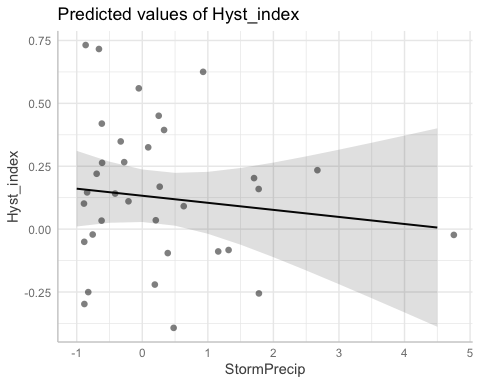 Predicted values of Hyst_index
0.75
0.50
0.25
0.00
-0.25
Hyst_index
-1 0 1 2 3 4 5
StormPrecip